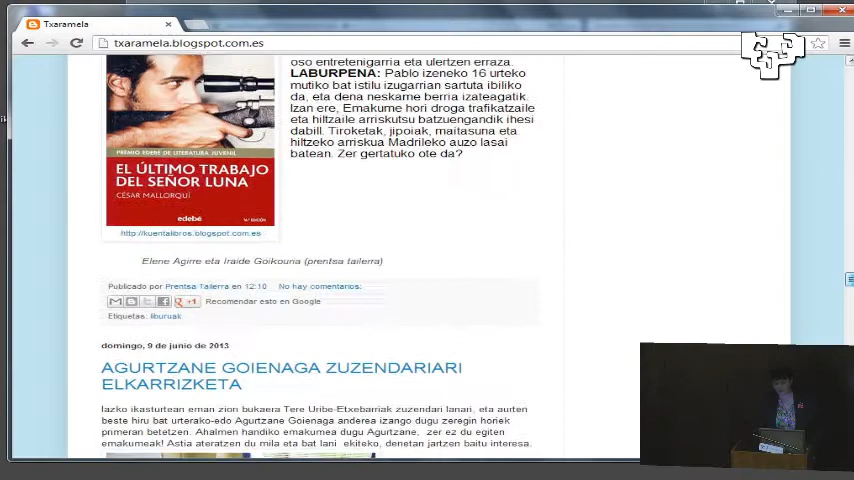 Txaramela
txaramela.blogspot.com.es
oso entretenigarria eta ulertzen erraza.
LABURPENA: Pablo izeneko 16 urteko
mutiko bat istilu izugarrian sartuta ibiliko
da, eta dena neskame berria izateagatik.
Izan ere, Emakume hori droga trafikatzaile
eta hiltzaile arriskutsu batzuengandik ihesi
dabill. Tiroketak, jipoiak, maitasuna eta
hiltzeko arriskua Madrileko auzo lasai
batean. Zer gertatuko ote da?
PREMIO EDEBÉ DE LITERATURA JUVENIL
EL ÚLTIMO TRABAJO
DEL SEÑOR LUNA
CÉSAR MALLORQUÍ
edebé
http://kuentalibros.blogspot.com.es
Elene Agirre eta Iraide Goikouria (prentsa tailerra)
Publicado por Prentsa Tailerra en 12:10 No hay comentarios:
+1 Recomendar esto en Google
Etiquetas: liburuak
domingo, 9 de junio de 2013
AGURTZANE GOIENAGA ZUZENDARIARI
ELKARRIZKETA
Iazko ikasturtean eman zion bukaera Tere Uribe-Etxebarriak zuzendari lanari, eta aurten
beste hiru bat urterako-edo Agurtzane Goienaga anderea izango dugu zeregin horiek
primeran betetzen. Ahalmen handiko emakumea dugu Agurtzane, zer ez du egiten
emakumeak! Astia ateratzen du mila eta bat lani ekiteko, denetan jartzen baitu interesa.